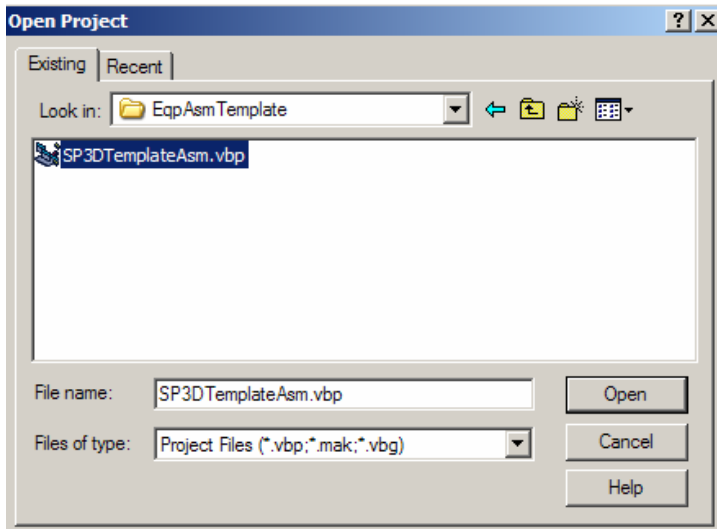 Open Project
Existing Recent
Look in: EqpAsmTemplate
SP3DTemplateAsm.vbp
File name: SP3DTemplateAsm.vbp Open
Files of type: Project Files (*.vbp;*.mak;*.vbg) Cancel
Help